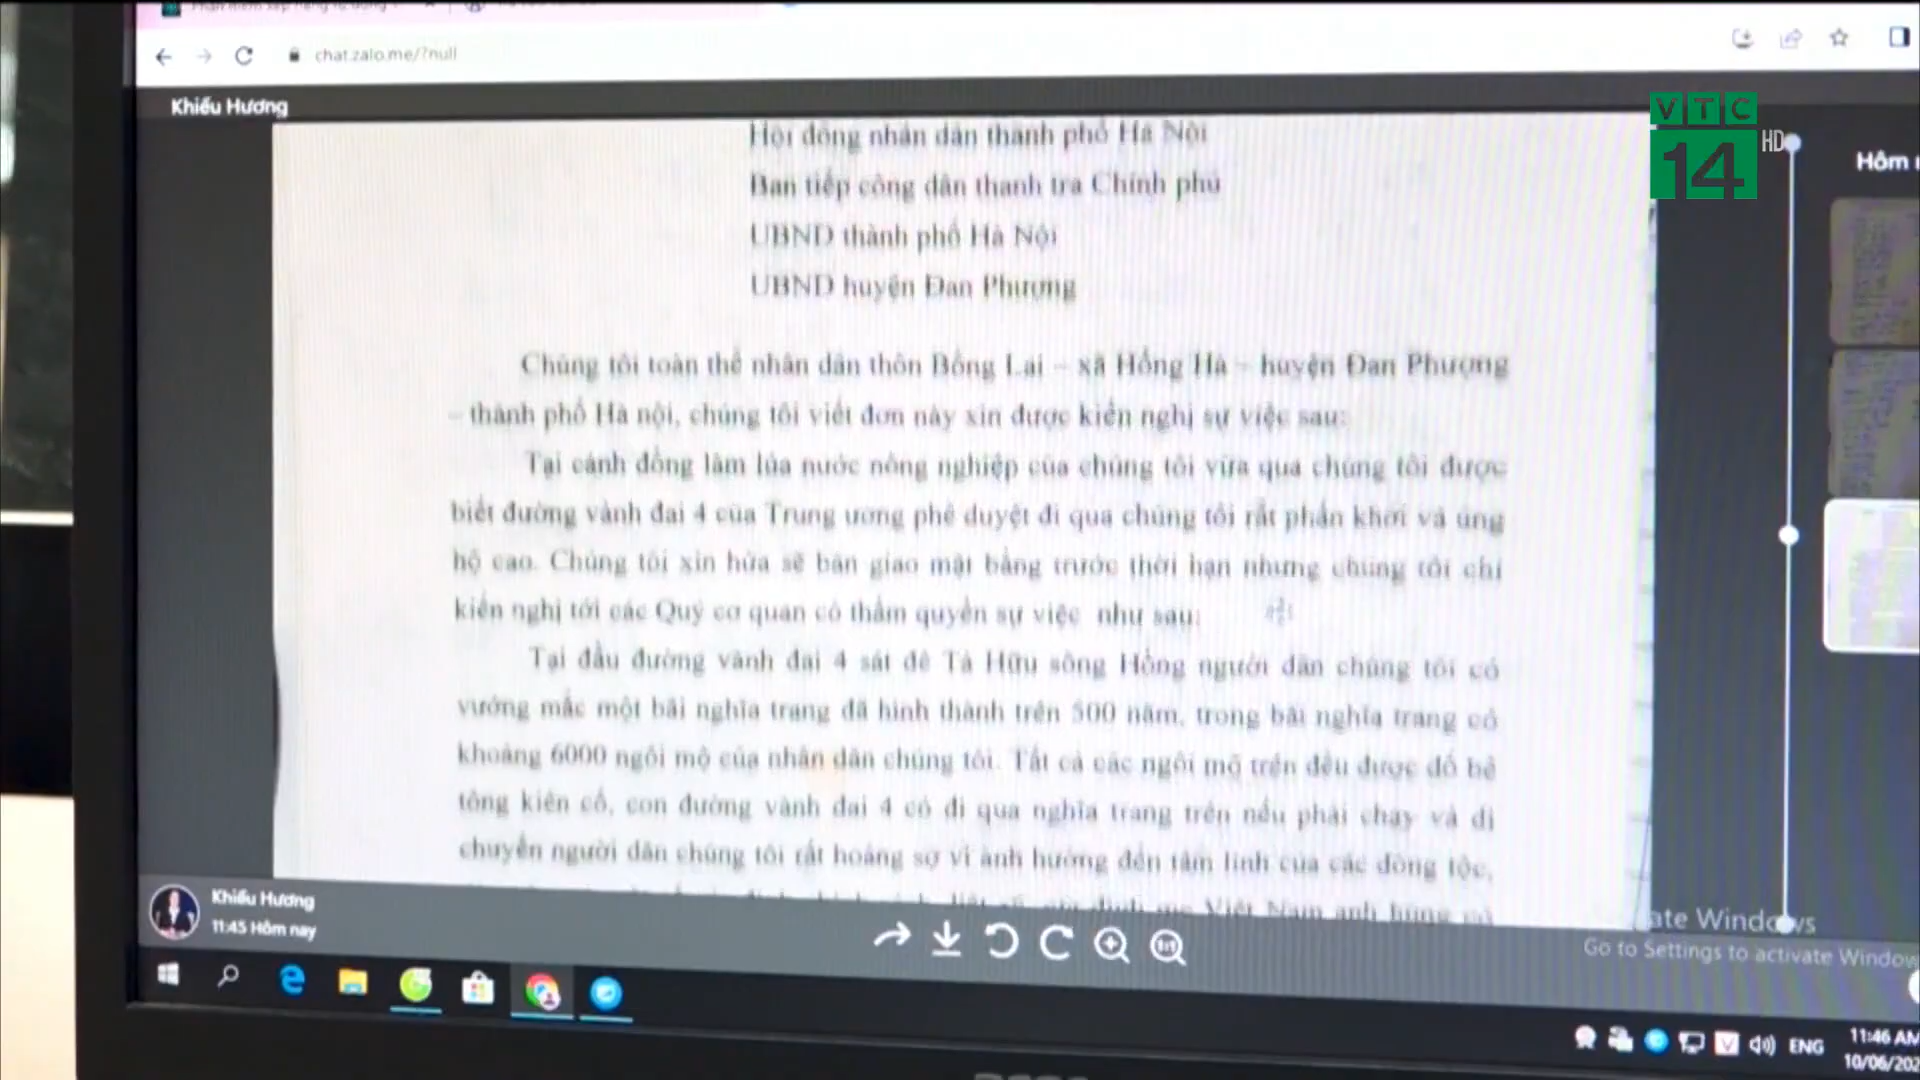 chat.zalo.me/?null
Khiếu Hương
VTC
14
HD
Hôm
Hội đồng nhân dân thành phố Hà Nội
Ban tiếp công dân thanh tra Chính phủ
UBND thành phố Hà Nội
UBND huyện Đan Phượng
Chúng tôi toàn thể nhân dân thôn Bồng Lai – xã Hồng Hà – huyện Đan Phượng
– thành phố Hà nội, chúng tôi viết đơn này xin được kiến nghị sự việc sau:
Tại cánh đồng lâm lúa nước nông nghiệp của chúng tôi vừa qua chúng tôi được
biết đường vành đai 4 của Trung ương phê duyệt đi qua chúng tôi rất phấn khởi và ủng
hộ cao. Chúng tôi xin hứa sẽ bàn giao mặt bằng trước thời hạn nhưng chúng tôi chỉ
kiến nghị tới các Quý cơ quan có thẩm quyền sự việc như sau:
Tại đầu đường vành đai 4 sát đê Tả Hữu sông Hồng người dân chúng tôi có
vướng mắc một bãi nghĩa trang đã hình thành trên 500 năm, trong bãi nghĩa trang có
khoảng 6000 ngôi mộ của nhân dân chúng tôi. Tất cả các ngôi mộ trên đều được đổ bê
tông kiên cố, con đường vành đai 4 có đi qua nghĩa trang trên nếu phải chạy và di
chuyển người dân chúng tôi rất hoảng sợ vì ảnh hưởng đến tâm linh của các dòng tộc,
Việt Nam anh hùng có
Khiếu Hương
11:45 Hôm nay
ate Windows
Go to Settings to activate Window
ENG
11:46 AM
10/06/202